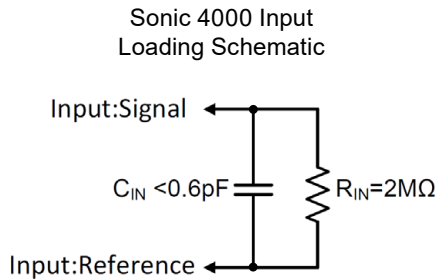 Sonic 4000 Input
Loading Schematic
Input:Signal
CIN <0.6pF
RIN=2MΩ
Input:Reference